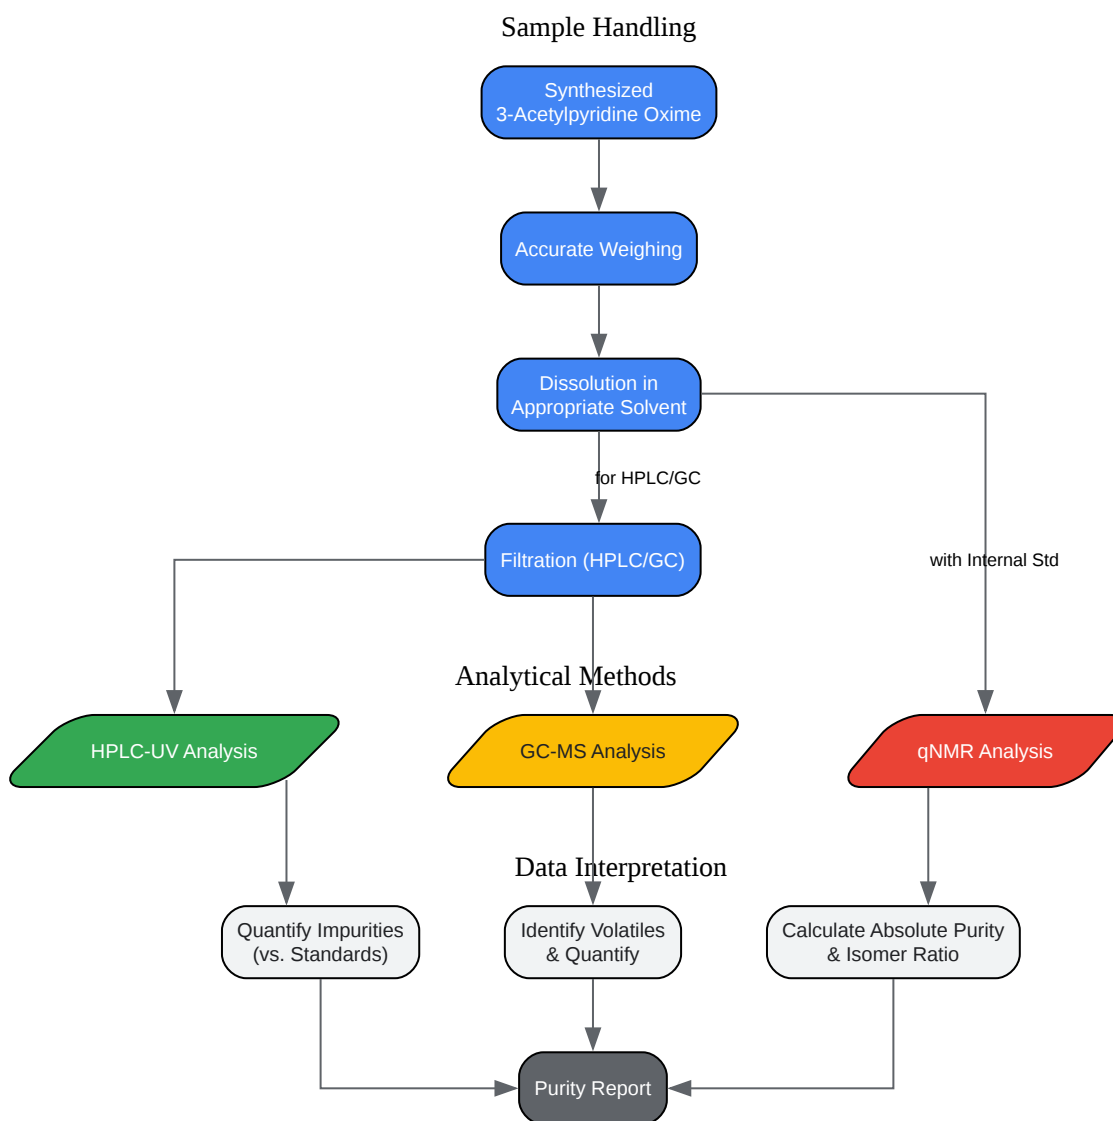 Sample Handling
Synthesized
3-Acetylpyridine Oxime
Accurate Weighing
Dissolution in
Appropriate Solvent
for HPLC/GC
Filtration (HPLC/GC)
with Internal Std
Analytical Methods
HPLC-UV Analysis
GC-MS Analysis
qNMR Analysis
Data Interpretation
Quantify Impurities
(vs. Standards)
Identify Volatiles
& Quantify
Calculate Absolute Purity
& Isomer Ratio
Purity Report